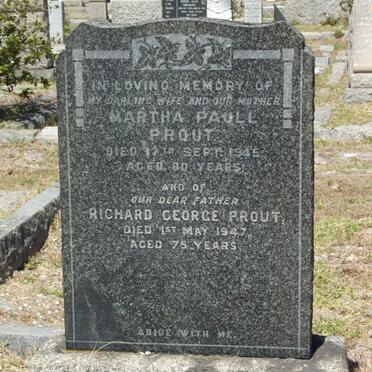 IN LOVING MEMORY OF
MY DARLING WIFE AND OUR MOTHER
MARTHA PAULL
PROUT
DIED 17TH SEPT. 1945
AGED 80 YEARS.
AND OF
OUR DEAR FATHER
RICHARD GEORGE PROUT,
DIED 1ST MAY 1947,
AGED 75 YEARS
ABIDE WITH ME.